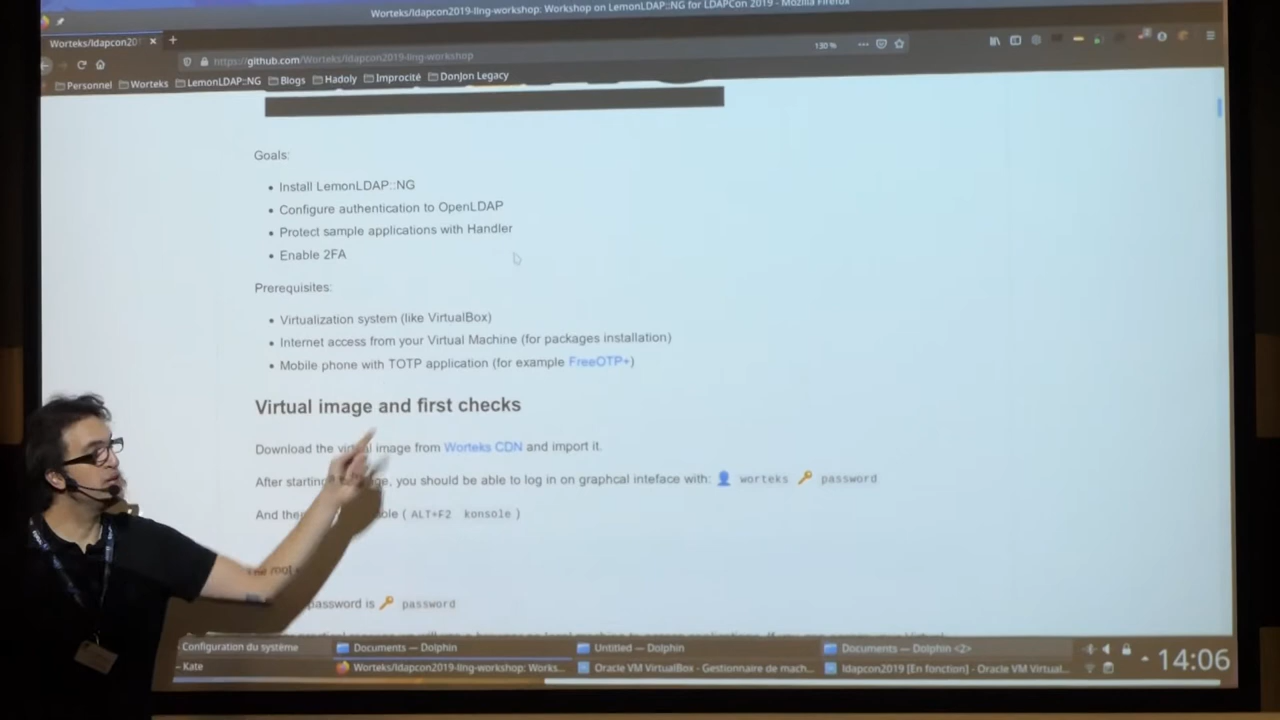 Worteks/ldapcon2019-llng-workshop: Workshop on LemonLDAP::NG for LDAPCon 2019 - Mozilla Firefox
Worteks/ldapcon201 × +
https://github.com/Worteks/ldapcon2019-llng-workshop 130%
Personnel Worteks LemonLDAP::NG Blogs Hadoly Improcité DonJon Legacy
Goals:
• Install LemonLDAP::NG
• Configure authentication to OpenLDAP
• Protect sample applications with Handler
• Enable 2FA
Prerequisites:
• Virtualization system (like VirtualBox)
• Internet access from your Virtual Machine (for packages installation)
• Mobile phone with TOTP application (for example FreeOTP+)
Virtual image and first checks
Download the virtual image from Worteks CDN and import it.
After starting, you should be able to log in on graphcal inteface with: worteks password
And (ALT+F2 konsole)
The root
password is password
Configuration du système Documents — Dolphin Untitled — Dolphin Documents — Dolphin <2>
– Kate Worteks/ldapcon2019-llng-workshop: Works... Oracle VM VirtualBox - Gestionnaire de mach... ldapcon2019 [En fonction] - Oracle VM Virtual...
14:06